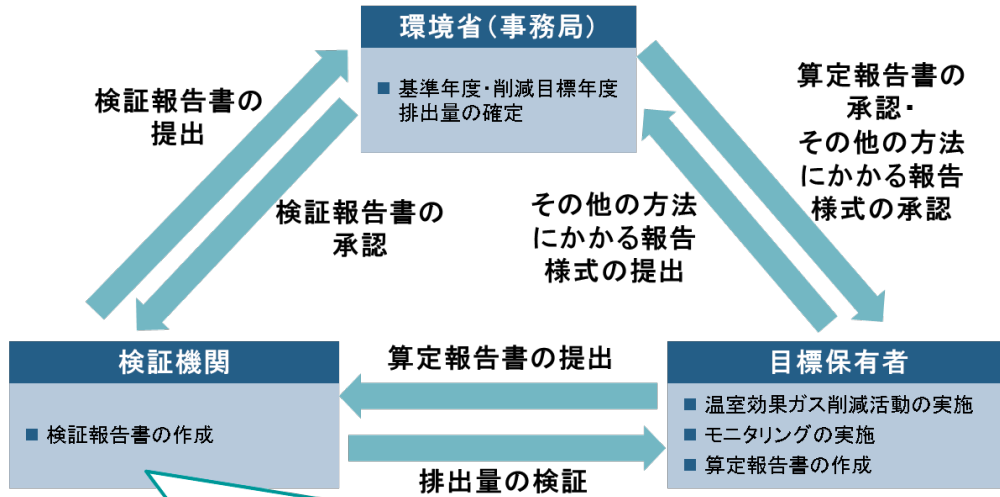 環境省(事務局)
■ 基準年度・削減目標年度
排出量の確定
検証報告書の
提出
検証報告書の
承認
その他の方法
にかかる報告
様式の提出
算定報告書の
承認・
その他の方法
にかかる報告
様式の承認
検証機関
■ 検証報告書の作成
算定報告書の提出
排出量の検証
目標保有者
■ 温室効果ガス削減活動の実施
■ モニタリングの実施
■ 算定報告書の作成